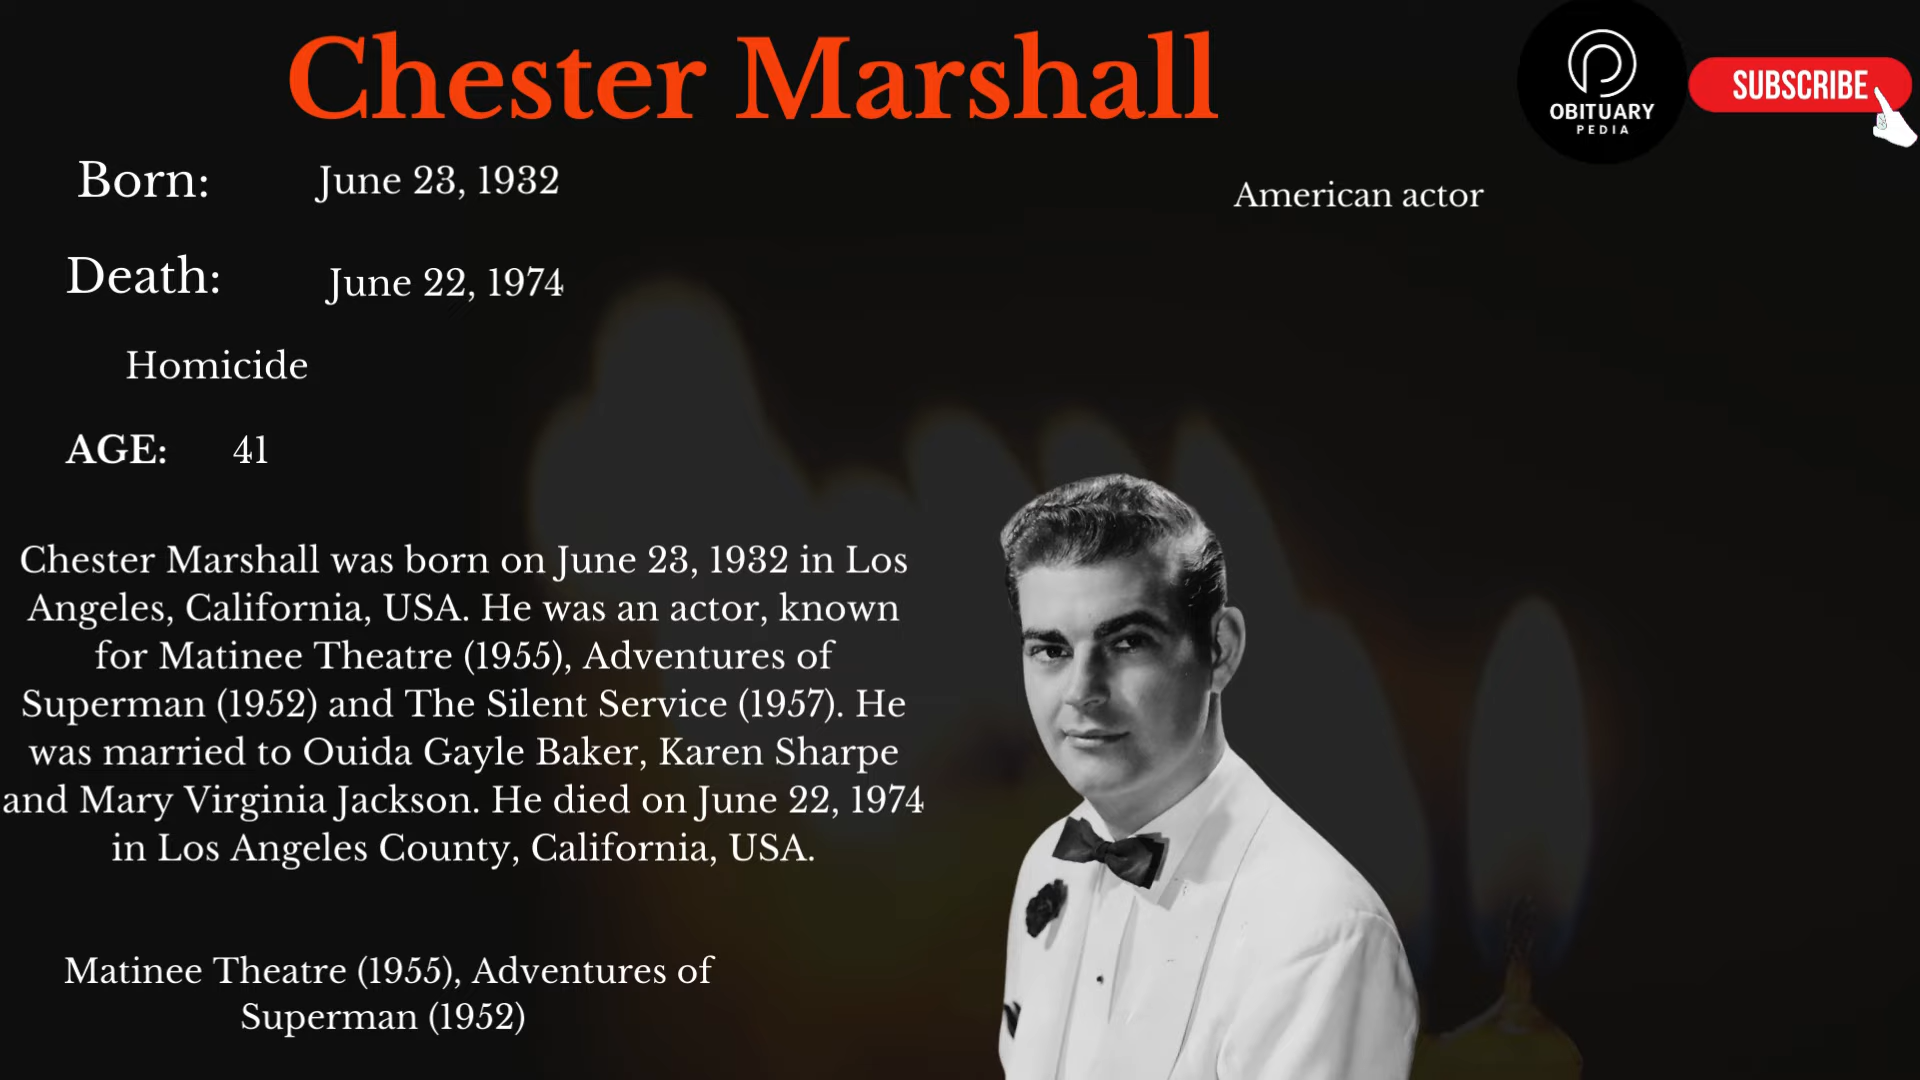 Chester Marshall
OBITUARY
PEDIA
SUBSCRIBE
Born: June 23, 1932
American actor
Death: June 22, 1974
Homicide
AGE: 41
Chester Marshall was born on June 23, 1932 in Los
Angeles, California, USA. He was an actor, known
for Matinee Theatre (1955), Adventures of
Superman (1952) and The Silent Service (1957). He
was married to Ouida Gayle Baker, Karen Sharpe
and Mary Virginia Jackson. He died on June 22, 1974
in Los Angeles County, California, USA.
Matinee Theatre (1955), Adventures of
Superman (1952)